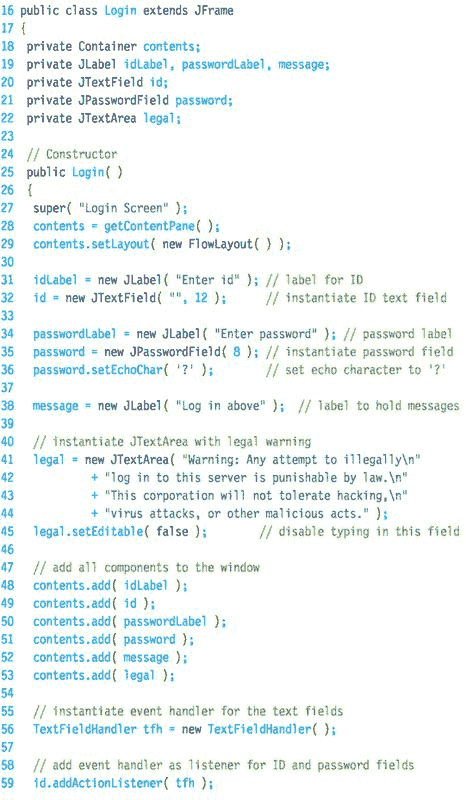 16 public class Login extends JFrame
17 {
18 private Container contents;
19 private JLabel idLabel, passwordLabel, message;
20 private JTextField id;
21 private JPasswordField password;
22 private JTextArea legal;
23
24 // Constructor
25 public Login( )
26 {
27 super( "Login Screen" );
28 contents = getContentPane( );
29 contents.setLayout( new FlowLayout( ) );
30
31 idLabel = new JLabel( "Enter id" ); // label for ID
32 id = new JTextField( "", 12 ); // instantiate ID text field
33
34 passwordLabel = new JLabel( "Enter password" ); // password label
35 password = new JPasswordField( 8 ); // instantiate password field
36 password.setEchoChar( '?' ); // set echo character to '?'
37
38 message = new JLabel( "Log in above" ); // label to hold messages
39
40 // instantiate JTextArea with legal warning
41 legal = new JTextArea( "Warning: Any attempt to illegally\n"
42 + "log in to this server is punishable by law.\n"
43 + "This corporation will not tolerate hacking,\n"
44 + "virus attacks, or other malicious acts." );
45 legal.setEditable( false ); // disable typing in this field
46
47 // add all components to the window
48 contents.add( idLabel );
49 contents.add( id );
50 contents.add( passwordLabel );
51 contents.add( password );
52 contents.add( message );
53 contents.add( legal );
54
55 // instantiate event handler for the text fields
56 TextFieldHandler tfh = new TextFieldHandler( );
57
58 // add event handler as listener for ID and password fields
59 id.addActionListener( tfh );